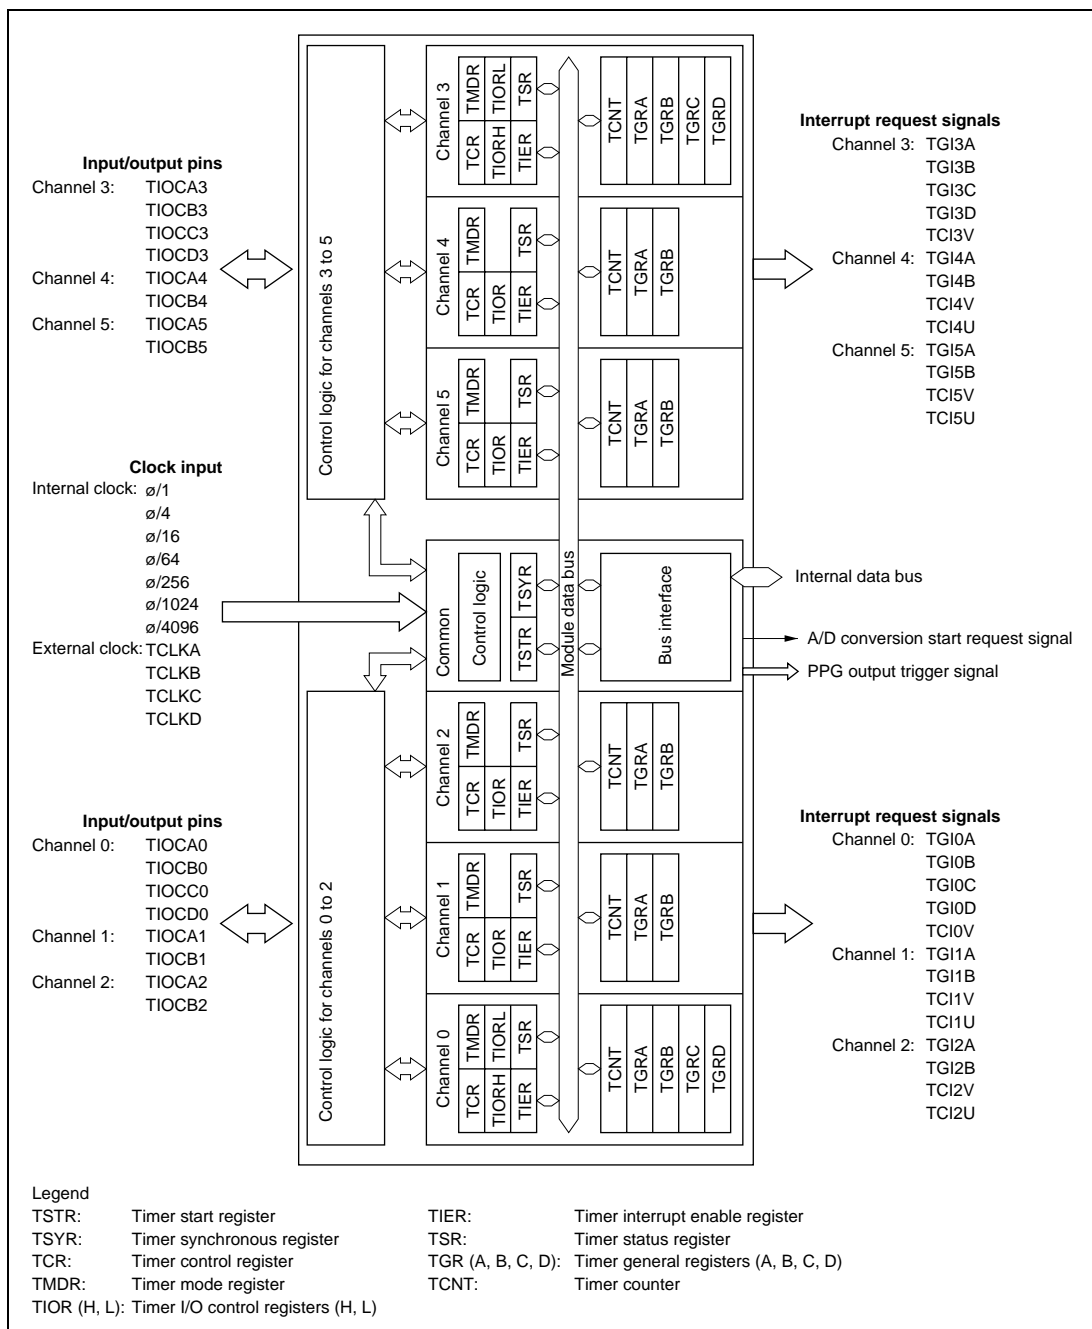 Input/output pins
Channel 3: TIOCA3
TIOCB3
TIOCC3
TIOCD3
Channel 4: TIOCA4
TIOCB4
Channel 5: TIOCA5
TIOCB5
Clock input
Internal clock: ø/1
ø/4
ø/16
ø/64
ø/256
ø/1024
ø/4096
External clock: TCLKA
TCLKB
TCLKC
TCLKD
Input/output pins
Channel 0: TIOCA0
TIOCB0
TIOCC0
TIOCD0
Channel 1: TIOCA1
TIOCB1
Channel 2: TIOCA2
TIOCB2
Control logic for channels 3 to 5
Control logic for channels 0 to 2
Channel 3
TCR TMDR
TIORH TIORL
TIER TSR
TCNT
TGRA
TGRB
TGRC
TGRD
Channel 4
TCR TMDR
TIOR
TIER TSR
TCNT
TGRA
TGRB
Channel 5
TCR TMDR
TIOR
TIER TSR
TCNT
TGRA
TGRB
Common
Control logic
TSTR TSYR
Module data bus
Bus interface
Channel 2
TCR TMDR
TIOR
TIER TSR
TCNT
TGRA
TGRB
Channel 1
TCR TMDR
TIOR
TIER TSR
TCNT
TGRA
TGRB
Channel 0
TCR TMDR
TIORH TIORL
TIER TSR
TCNT
TGRA
TGRB
TGRC
TGRD
Interrupt request signals
Channel 3: TGI3A
TGI3B
TGI3C
TGI3D
TCI3V
Channel 4: TGI4A
TGI4B
TCI4V
TCI4U
Channel 5: TGI5A
TGI5B
TCI5V
TCI5U
Internal data bus
A/D conversion start request signal
PPG output trigger signal
Interrupt request signals
Channel 0: TGI0A
TGI0B
TGI0C
TGI0D
TCI0V
Channel 1: TGI1A
TGI1B
TCI1V
TCI1U
Channel 2: TGI2A
TGI2B
TCI2V
TCI2U
Legend
TSTR: Timer start register
TSYR: Timer synchronous register
TCR: Timer control register
TMDR: Timer mode register
TIOR (H, L): Timer I/O control registers (H, L)
TIER: Timer interrupt enable register
TSR: Timer status register
TGR (A, B, C, D): Timer general registers (A, B, C, D)
TCNT: Timer counter